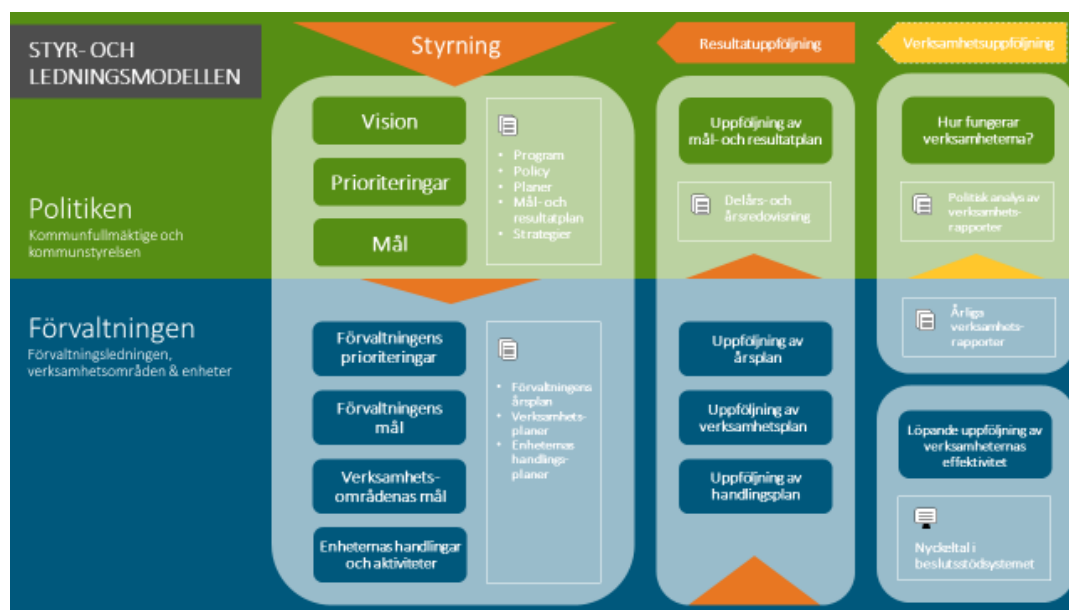 STYR- OCH
LEDNINGSMODELLEN
Politiken
Kommunfullmäktige och
kommunstyrelsen
Förvaltningen
Förvaltningsledningen,
verksamhetsområden & enheter
Styrning
Vision
Prioriteringar
Mål
• Program
• Policy
• Planer
• Mål- och
resultatplan
• Strategier
Förvaltningens
prioriteringar
Förvaltningens
mål
Verksamhets-
områdenas mål
Enheternas handlingar
och aktiviteter
• Förvaltningens
årsplan
• Verksamhets-
planer
• Enheternas
handlings-
planer
Resultatuppföljning
Uppföljning av
mål- och resultatplan
Delårs- och
årsredovisning
Uppföljning av
årsplan
Uppföljning av
verksamhetsplan
Uppföljning av
handlingsplan
Verksamhetsuppföljning
Hur fungerar
verksamheterna?
Politisk analys av
verksamhets-
rapporter
Årliga
verksamhets-
rapporter
Löpande uppföljning av
verksamheternas
effektivitet
Nyckeltal i
beslutsstödsystemet